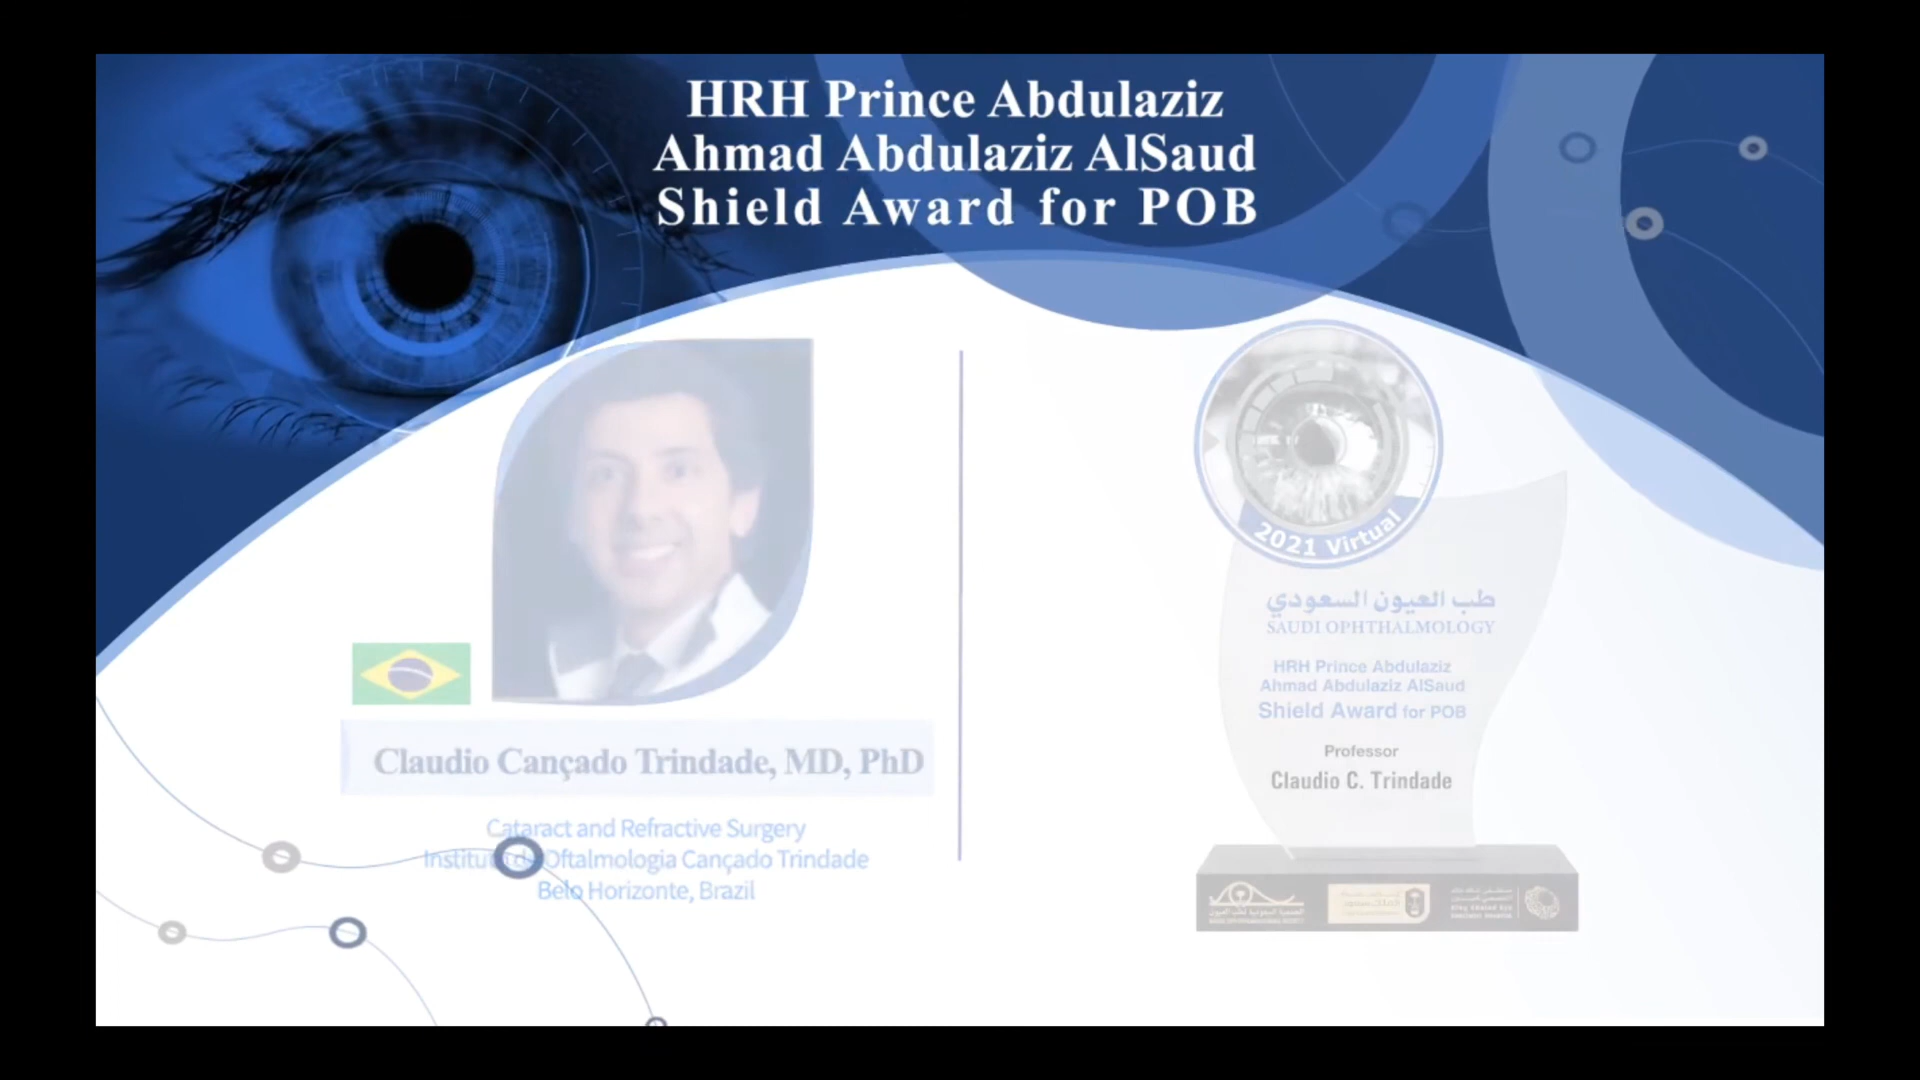 HRH Prince Abdulaziz
Ahmad Abdulaziz AlSaud
Shield Award for POB
Claudio Cançado Trindade, MD, PhD
Cataract and Refractive Surgery
Instituto de Oftalmologia Cançado Trindade
Belo Horizonte, Brazil
2021 Virtual
طب العيون السعودي
SAUDI OPHTHALMOLOGY
HRH Prince Abdulaziz
Ahmad Abdulaziz AlSaud
Shield Award for POB
Professor
Claudio C. Trindade